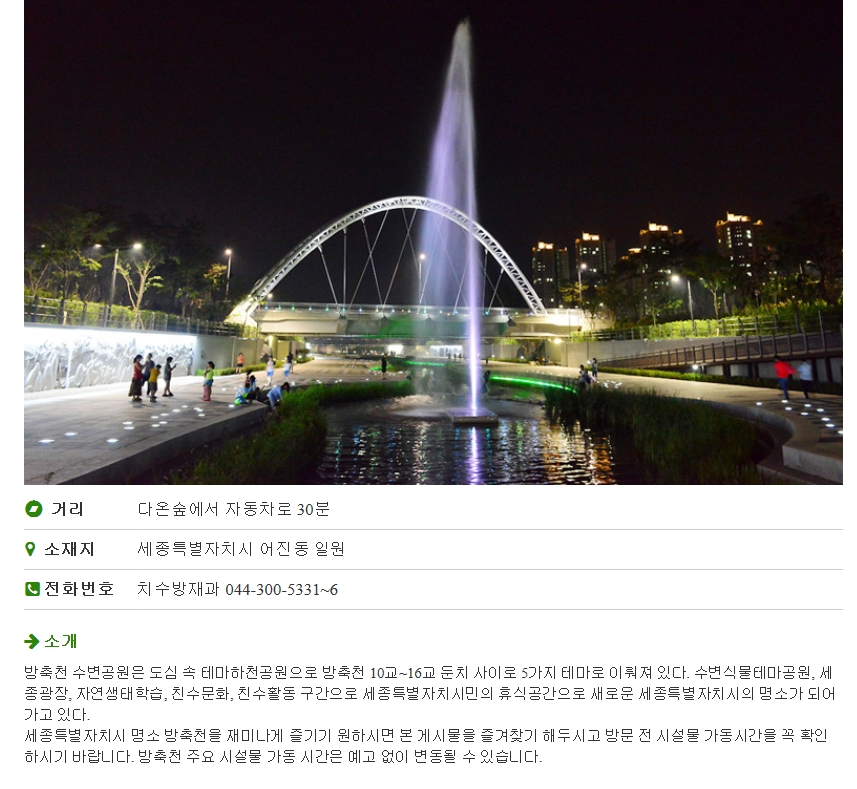 거리 다온숲에서 자동차로 30분
소재지 세종특별자치시 어진동 일원
전화번호 치수방재과 044-300-5331~6
소개
방축천 수변공원은 도심 속 테마하천공원으로 방축천 10교~16교 둔치 사이로 5가지 테마로 이뤄져 있다. 수변식물테마공원, 세
종광장, 자연생태학습, 친수문화, 친수활동 구간으로 세종특별자치시민의 휴식공간으로 새로운 세종특별자치시의 명소가 되어
가고 있다.
세종특별자치시 명소 방축천을 재미나게 즐기기 원하시면 본 게시물을 즐겨찾기 해두시고 방문 전 시설물 가동시간을 꼭 확인
하시기 바랍니다. 방축천 주요 시설물 가동 시간은 예고 없이 변동될 수 있습니다.